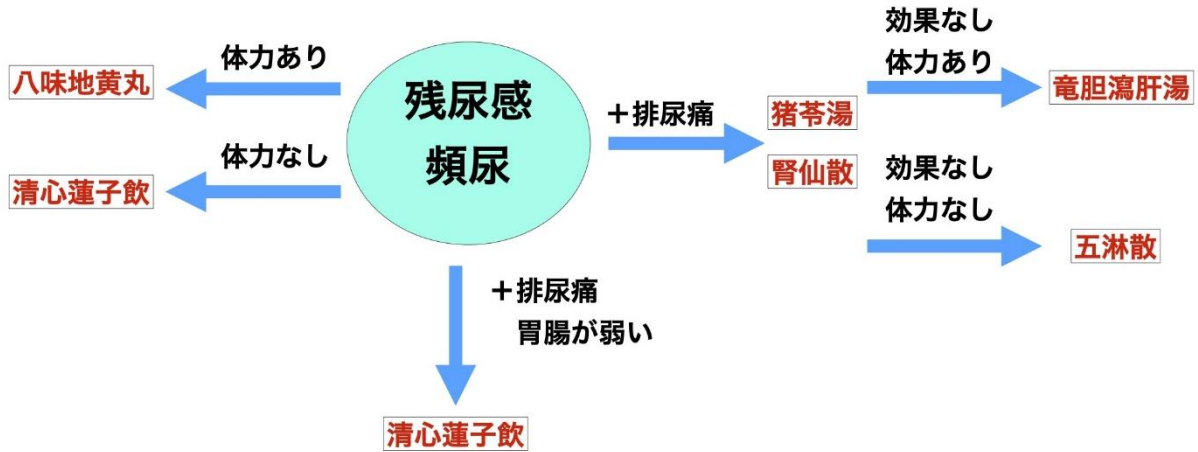 残尿感
頻尿
体力あり
八味地黄丸
体力なし
清心蓮子飲
＋排尿痛
猪苓湯
腎仙散
効果なし
体力あり
竜胆瀉肝湯
効果なし
体力なし
五淋散
＋排尿痛
胃腸が弱い
清心蓮子飲